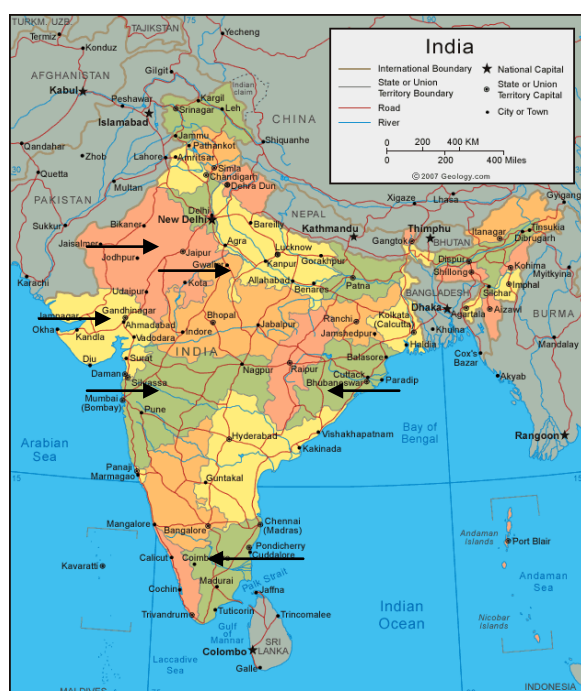 TURKM.
UZB.
TAJIKISTAN
Yecheng
Termiz
Konduz
AFGHANISTAN
Kabul
Gilgit
Indian
claim
Peshawar
Islamabad
Kargil
Leh
Srinagar
CHINA
Jammu
Pathankot
Shiquanhe
Qandahar
Zhob
Lahore
Amritsar
Simla
Chandigarh
Quetta
Multan
Dehra Dun
PAKISTAN
Delhi
New Delhi
NEPAL
Xigaze
Lhasa
Gyigang
Sukkur
Bikaner
Bareilly
Kathmandu
Thimphu
BHUTAN
Itanagar
Tinsukia
Dibrugarh
Jaisalmer
Jaipur
Agra
Lucknow
Gangtok
Jodhpur
Gwalior
Kanpur
Gorakhpur
Dispur
Kohima
Karachi
Allahabad
Benares
Patna
Shillong
Myitkyina
Udaipur
Kota
BANGLADESH
Silchar
Imphal
Jamnagar
Gandhinagar
Bhopal
Ranchi
Kolkata
(Calcutta)
Dhaka
Agartala
Aizawl
BURMA
Okha
Kandla
Ahmadabad
Vadodara
Indore
Jabalpur
Jamshedpur
Khulna
Haldia
Mandalay
Diu
Surat
INDIA
Nagpur
Raipur
Balasore
Cox's
Bazar
Daman
Silvassa
Cuttack
Bhubaneswar
Paradip
Akyab
Mumbai
(Bombay)
Pune
Arabian
Sea
Hyderabad
Vishakhapatnam
Kakinada
Bay of
Bengal
Rangoon
Panaji
Marmagao
Guntakal
Mangalore
Bangalore
Chennai
(Madras)
Andaman
Islands
Port Blair
Kavaratti
Calicut
Pondicherry
Cuddalore
Andaman
Sea
Madurai
Palk Strait
Jaffna
Cochin
Indian
Ocean
Nicobar
Islands
Trivandrum
Tuticorin
Gulf
of
Mannar
Trincomalee
Laccadive
Sea
Colombo
SRI
LANKA
Galle
MALDIVES
INDONESIA
India
International Boundary
State or Union
Territory Boundary
Road
River
National Capital
State or Union
Territory Capital
City or Town
0 200 400 KM
0 200 400 Miles
© 2007 Geology.com